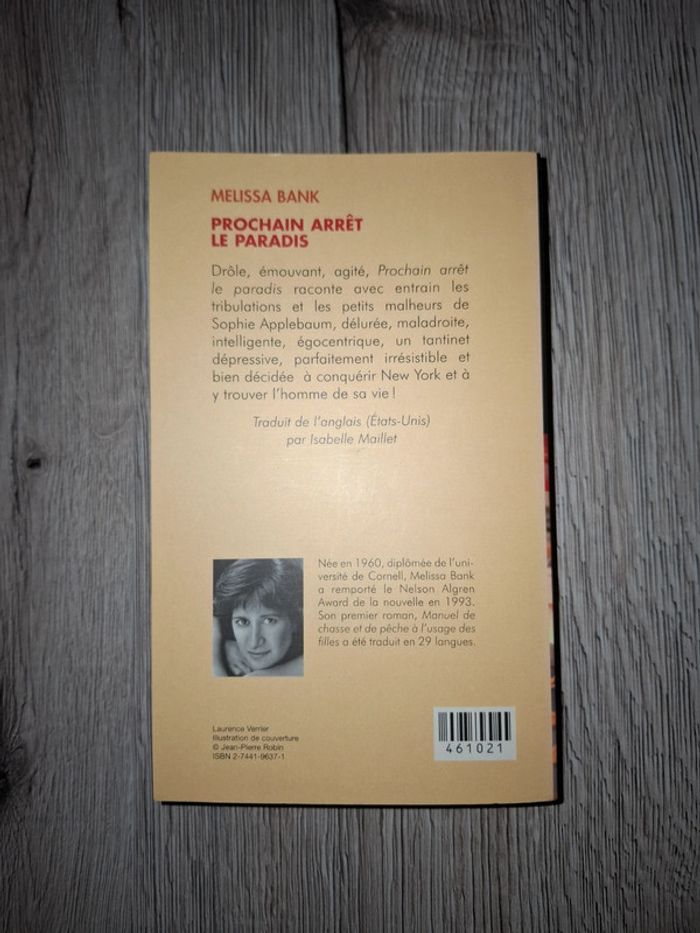 MELISSA BANK
PROCHAIN ARRÊT
LE PARADIS
Drôle, émouvant, agité, Prochain arrêt
le paradis raconte avec entrain les
tribulations et les petits malheurs de
Sophie Applebaum, délurée, maladroite,
intelligente, égocentrique, un tantinet
dépressive, parfaitement irrésistible et
bien décidée à conquérir New York et à
y trouver l'homme de sa vie !
Traduit de l'anglais (États-Unis)
par Isabelle Maillet
Née en 1960, diplômée de l'uni-
versité de Cornell, Melissa Bank
a remporté le Nelson Algren
Award de la nouvelle en 1993.
Son premier roman, Manuel de
chasse et de pêche à l'usage des
filles a été traduit en 29 langues.
Laurence Verrier
Illustration de couverture
© Jean-Pierre Robin
ISBN 2-7441-9637-1
461021